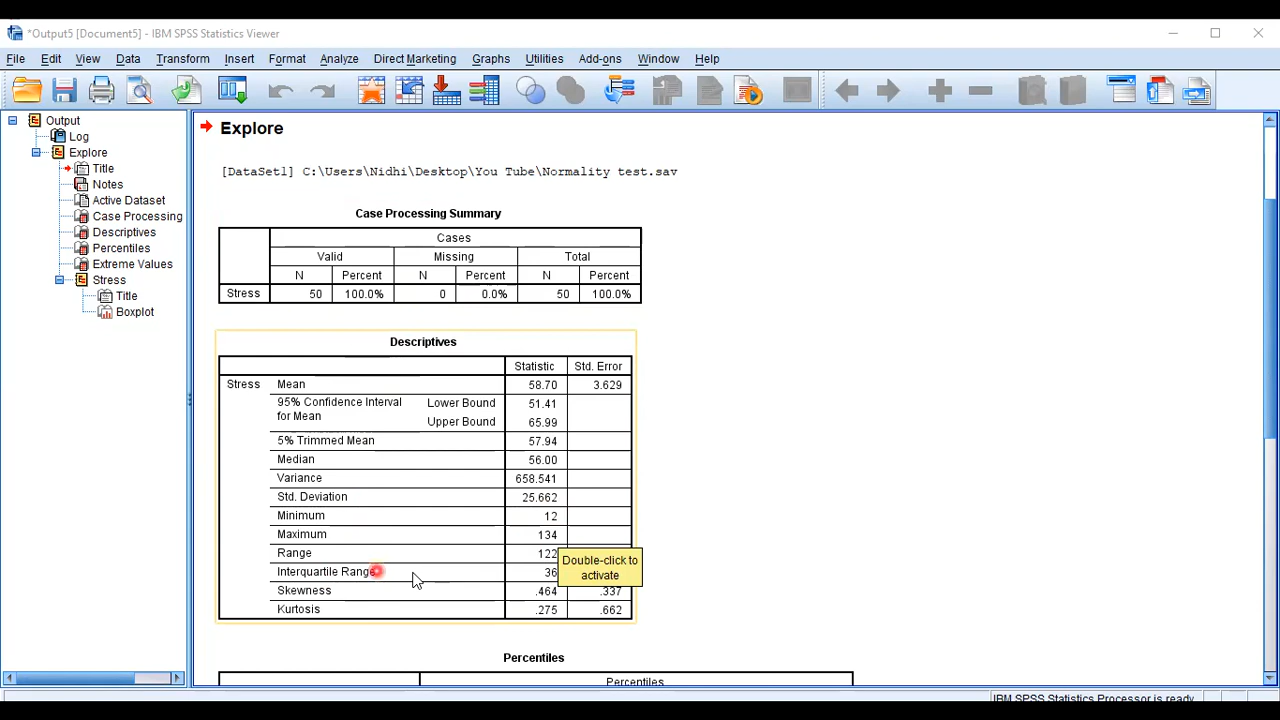 *Output5 [Document5] - IBM SPSS Statistics Viewer
File Edit View Data Transform Insert Format Analyze Direct Marketing Graphs Utilities Add-ons Window Help
Output
Log
Explore
Title
Notes
Active Dataset
Case Processing
Descriptives
Percentiles
Extreme Values
Stress
Title
Boxplot
Explore
[DataSet1] C:\Users\Nidhi\Desktop\You Tube\Normality test.sav
Case Processing Summary
Cases
Valid Missing Total
N Percent N Percent N Percent
Stress 50 100.0% 0 0.0% 50 100.0%
Descriptives
Statistic Std. Error
Stress Mean 58.70 3.629
95% Confidence Interval for Mean Lower Bound 51.41
Upper Bound 65.99
5% Trimmed Mean 57.94
Median 56.00
Variance 658.541
Std. Deviation 25.662
Minimum 12
Maximum 134
Range 122
Interquartile Range 36
Skewness .464 .337
Kurtosis .275 .662
Double-click to
activate
Percentiles
Percentiles
IBM SPSS Statistics Processor is ready